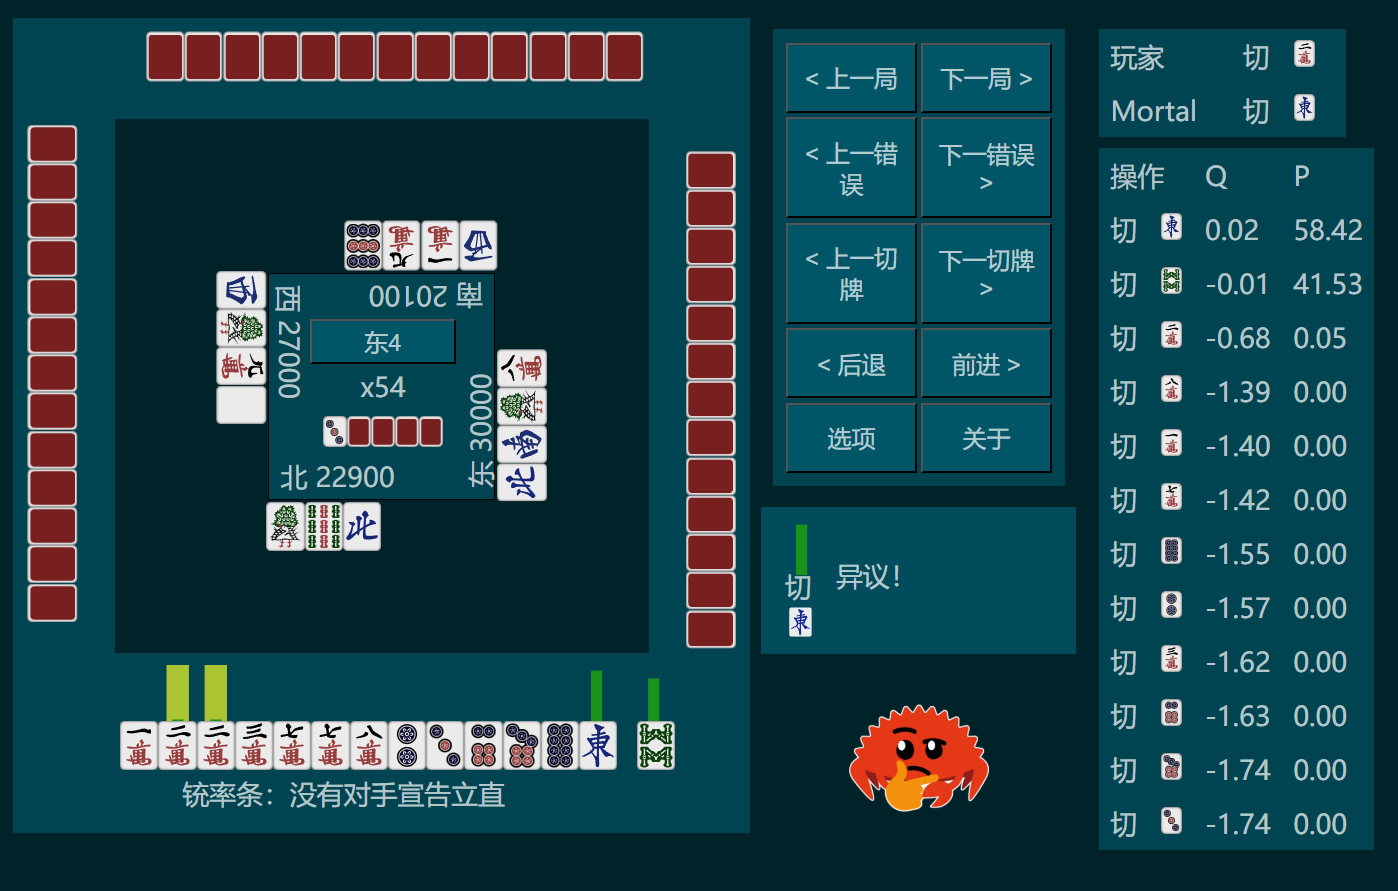 南 20100
西 27000
东4
x54
东 30000
北 22900
铳率条：没有对手宣告立直
< 上一局
下一局 >
< 上一错
误
下一错误
>
< 上一切
牌
下一切牌
>
< 后退
前进 >
选项
关于
切
異议！
玩家 切
Mortal 切
操作 Q P
切 0.02 58.42
切 -0.01 41.53
切 -0.68 0.05
切 -1.39 0.00
切 -1.40 0.00
切 -1.42 0.00
切 -1.55 0.00
切 -1.57 0.00
切 -1.62 0.00
切 -1.63 0.00
切 -1.74 0.00
切 -1.74 0.00